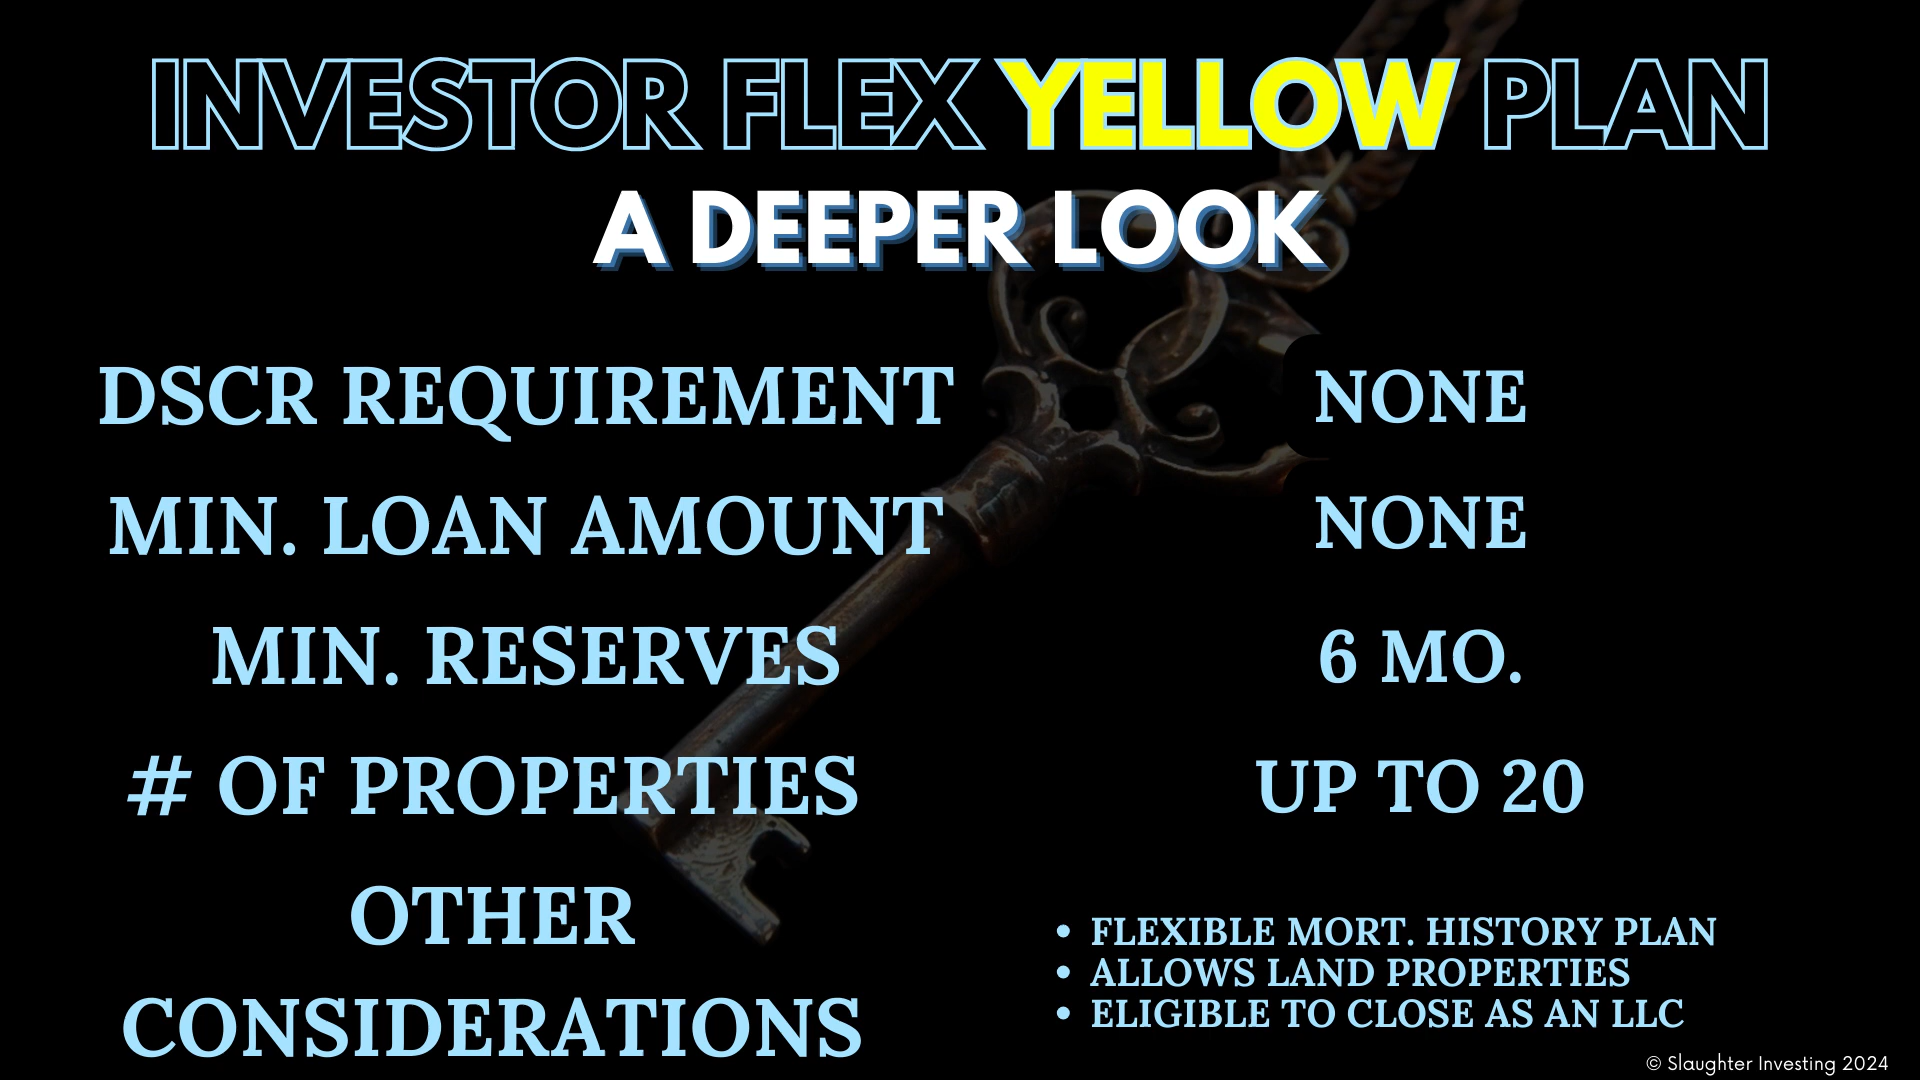 INVESTOR FLEX YELLOW PLAN
A DEEPER LOOK
DSCR REQUIREMENT NONE
MIN. LOAN AMOUNT NONE
MIN. RESERVES 6 MO.
# OF PROPERTIES UP TO 20
OTHER
CONSIDERATIONS
• FLEXIBLE MORT. HISTORY PLAN
• ALLOWS LAND PROPERTIES
• ELIGIBLE TO CLOSE AS AN LLC
© Slaughter Investing 2024